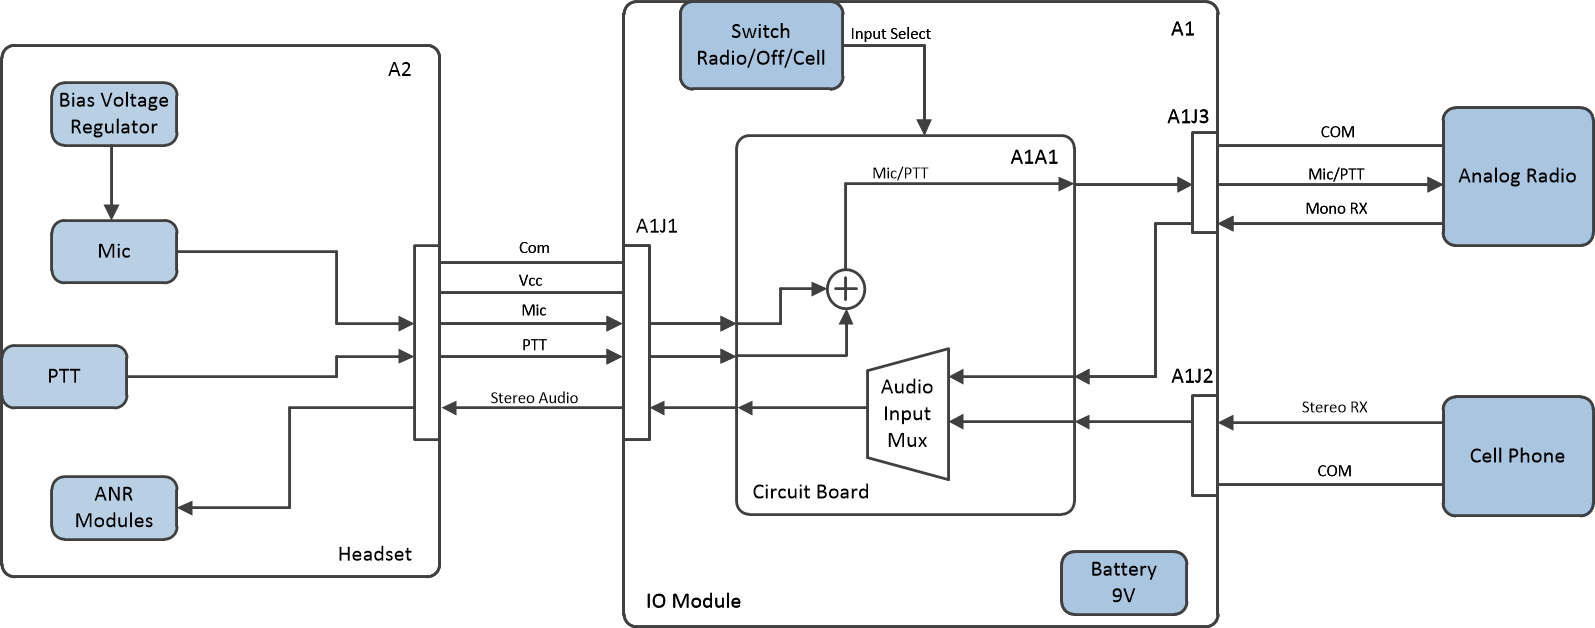 A2
Bias Voltage
Regulator
Mic
PTT
ANR
Modules
Headset
Com
Vcc
Mic
PTT
Stereo Audio
A1J1
Switch
Radio/Off/Cell
Input Select
A1
A1A1
Mic/PTT
Audio
Input
Mux
Circuit Board
IO Module
Battery
9V
A1J3
A1J2
COM
Mic/PTT
Mono RX
Analog Radio
Stereo RX
COM
Cell Phone